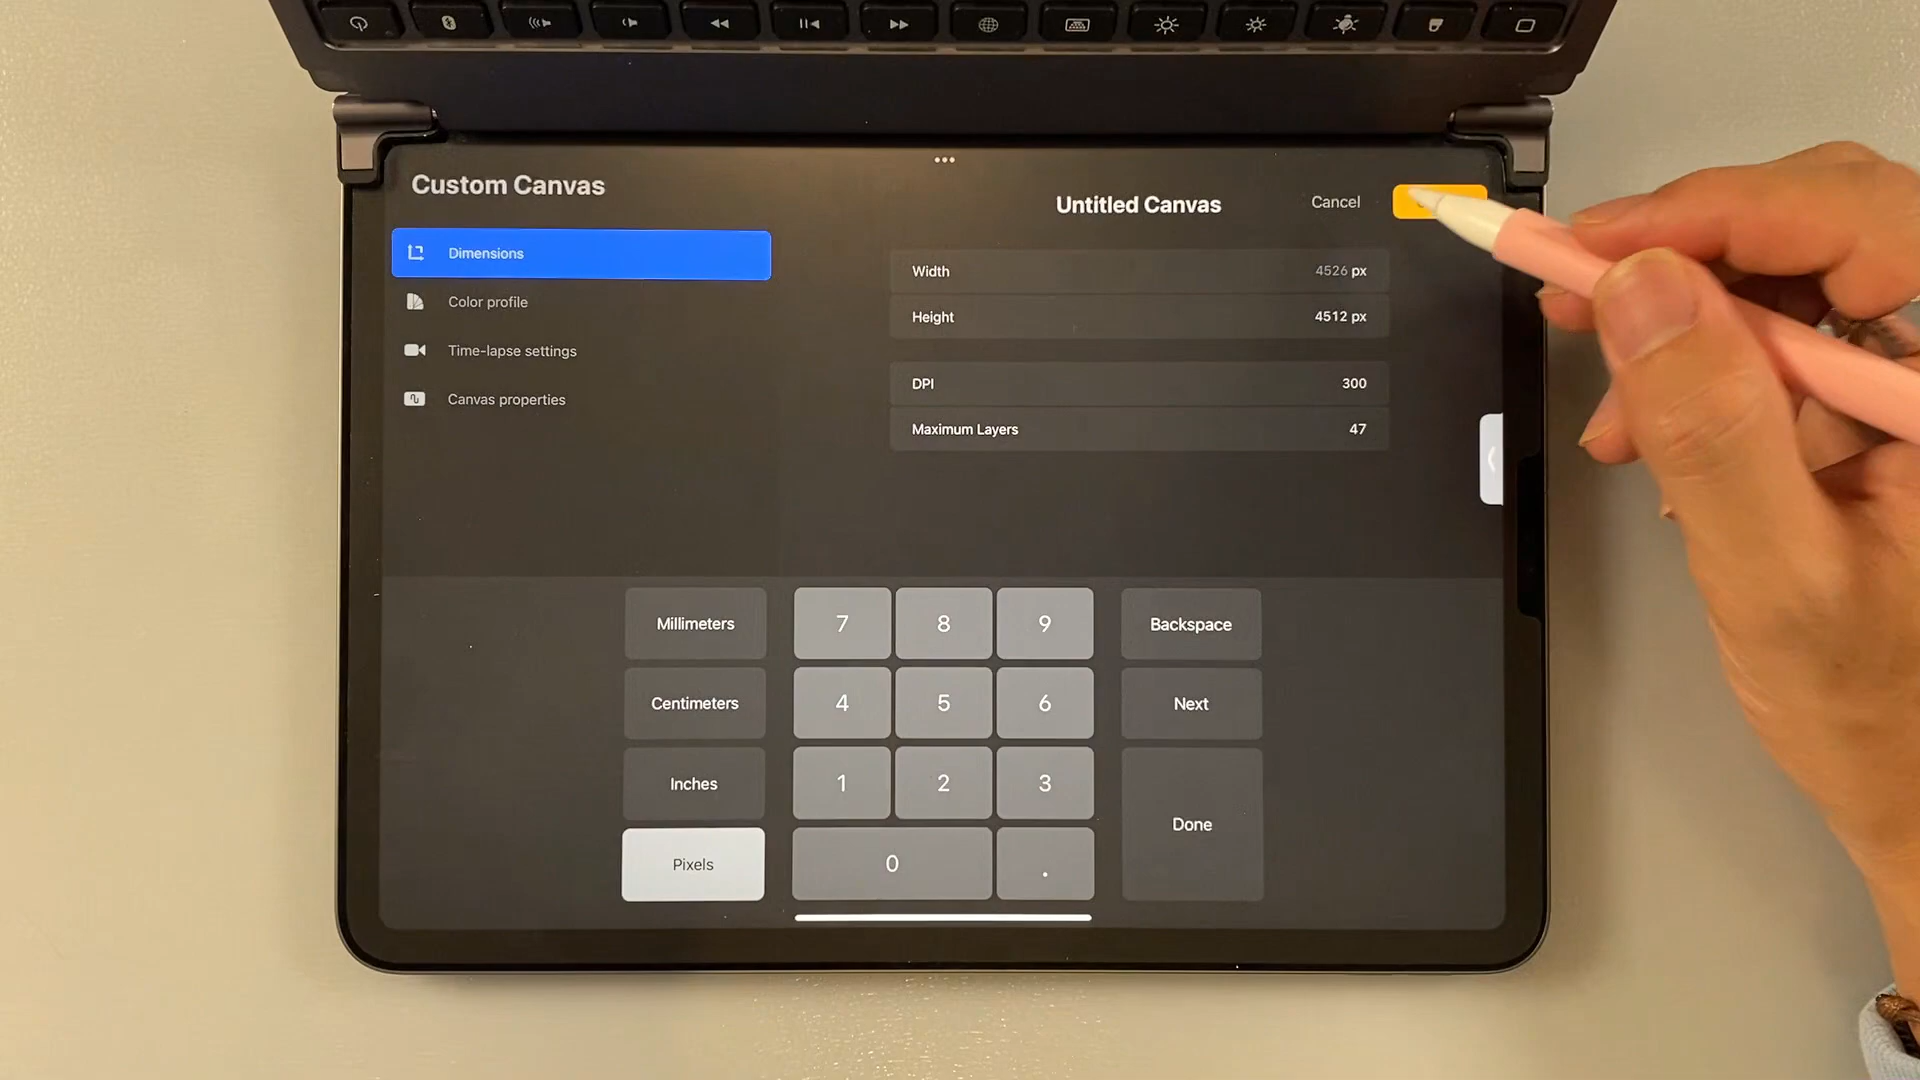 Custom Canvas
Untitled Canvas
Cancel
Dimensions
Color profile
Time-lapse settings
Canvas properties
Width 4526 px
Height 4512 px
DPI 300
Maximum Layers 47
Millimeters 7 8 9 Backspace
Centimeters 4 5 6 Next
Inches 1 2 3
Done
Pixels 0 .